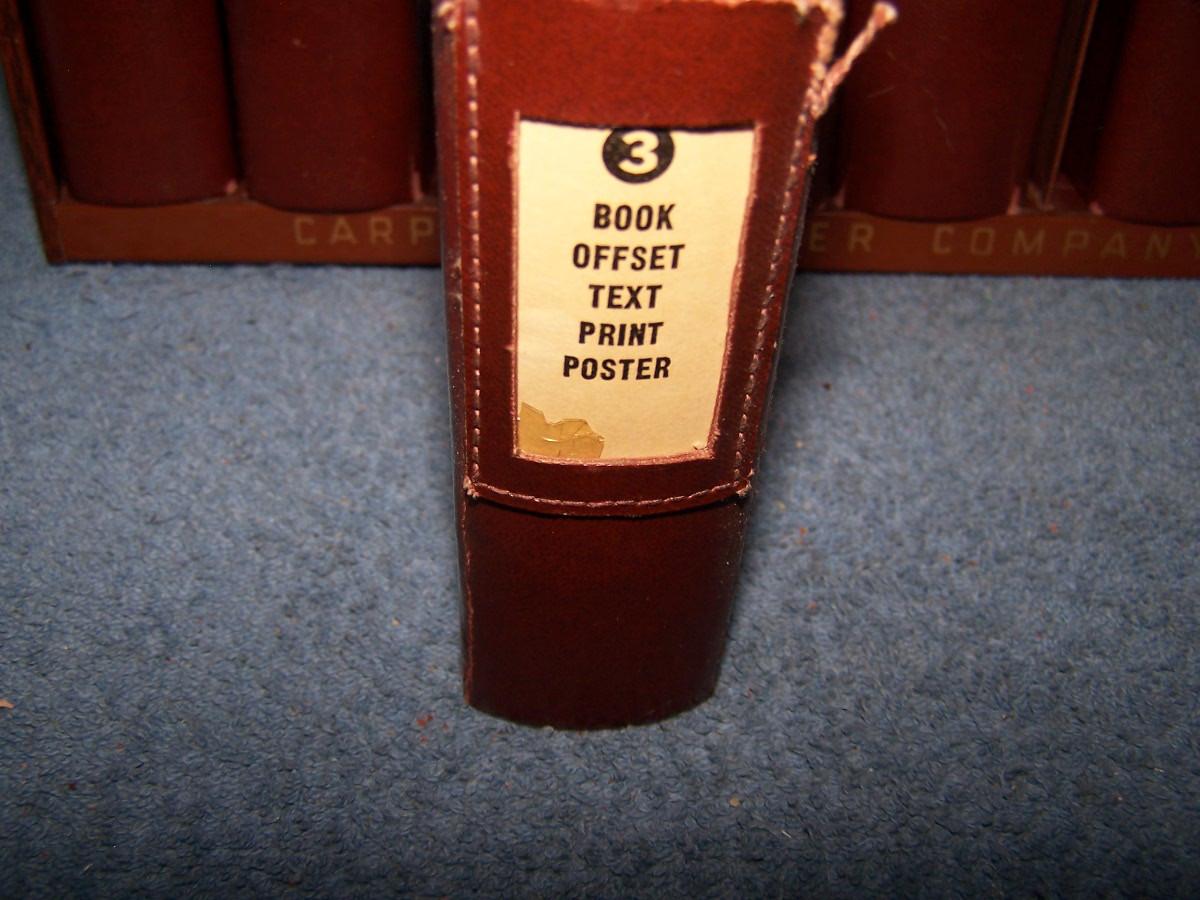 3
BOOK
OFFSET
TEXT
PRINT
POSTER
CARP ER COMPANY